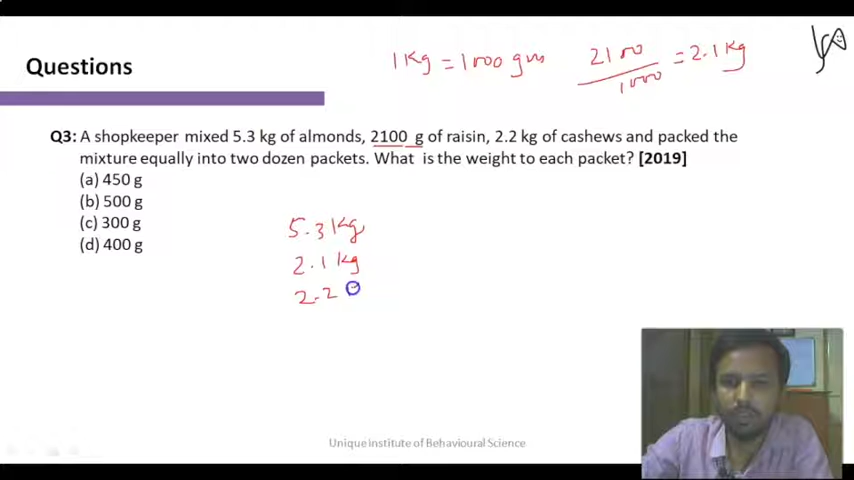 1 Kg = 1000 gm 2100/1000 = 2.1 Kg
Questions
Q3: A shopkeeper mixed 5.3 kg of almonds, 2100 g of raisin, 2.2 kg of cashews and packed the
mixture equally into two dozen packets. What is the weight to each packet? [2019]
(a) 450 g
(b) 500 g
(c) 300 g
(d) 400 g
5.3 kg
2.1 kg
2.2
Unique institute of Behavioural Science